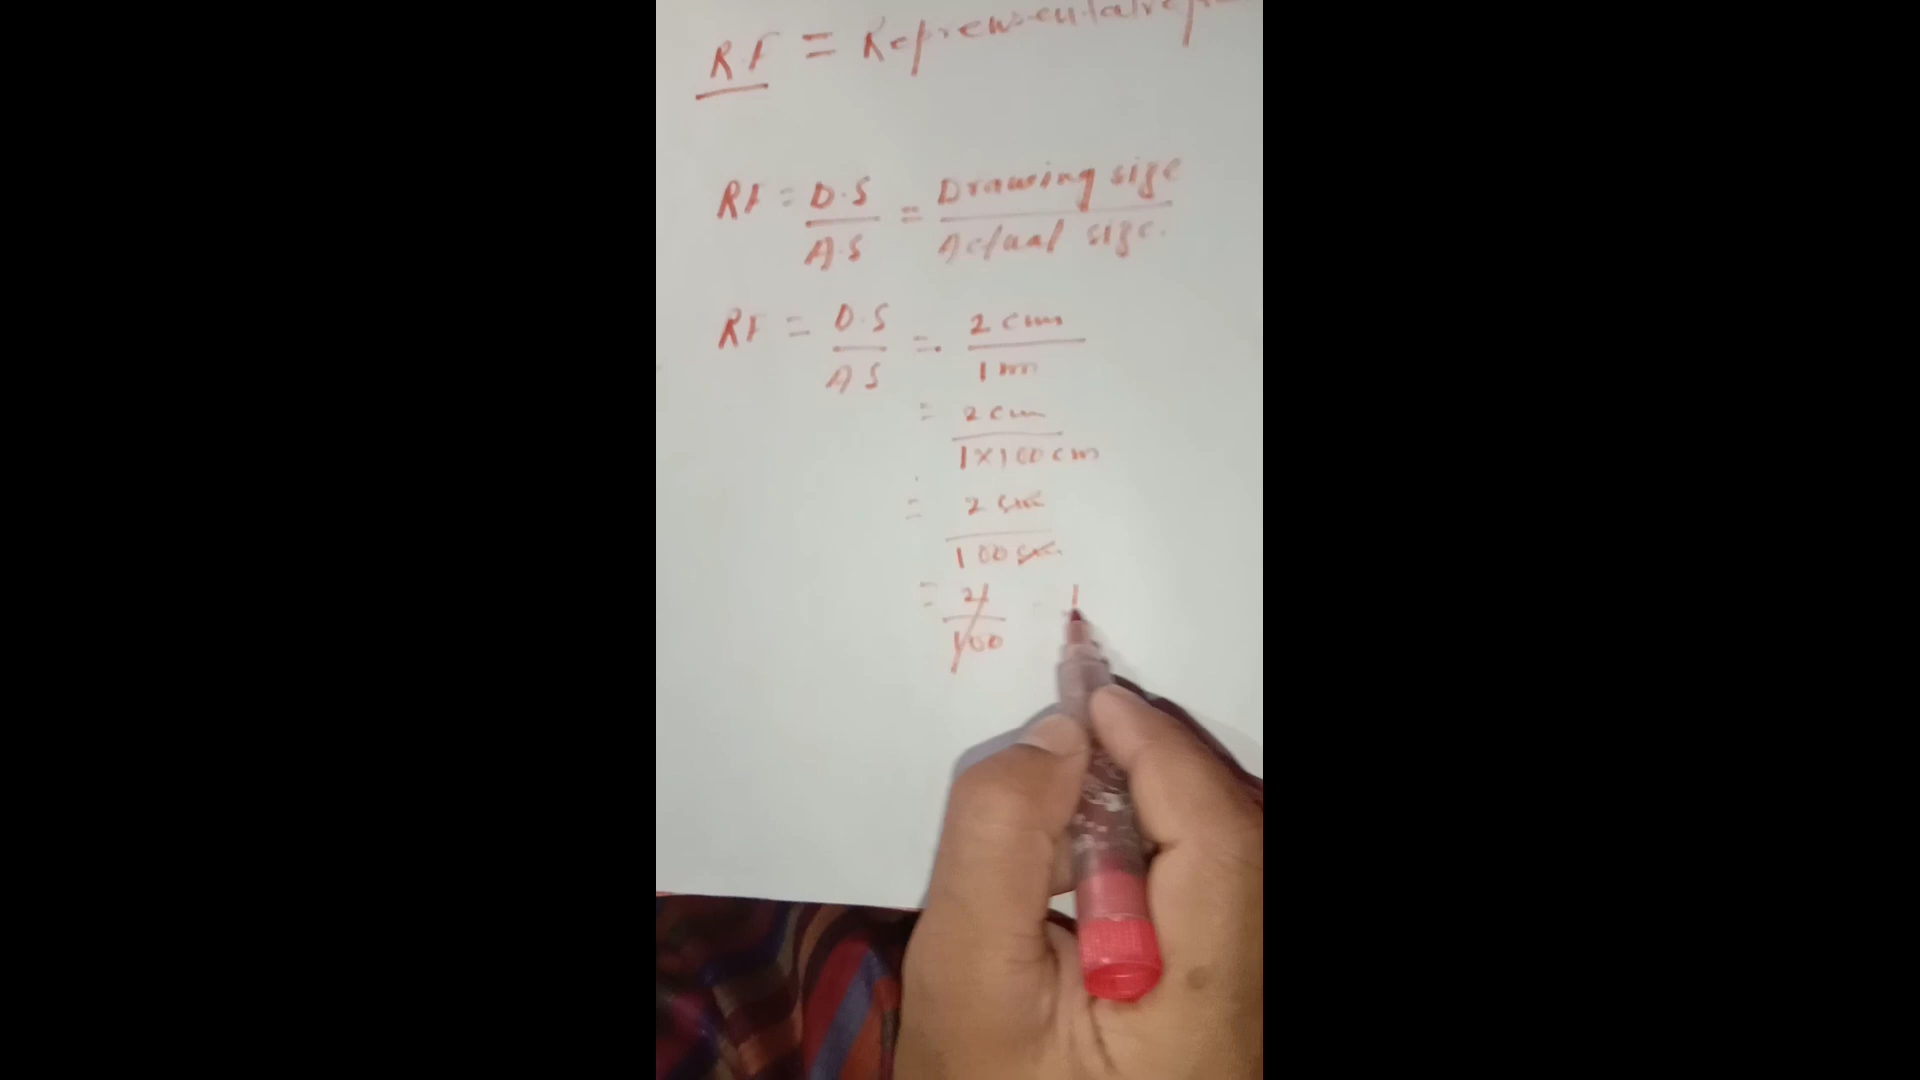 RF = Representative
RF = D.S / A.S = Drawing size / Actual size.
RF = D.S / A S = 2 cm / 1 m
= 2 cm / 1 × 100 cm
= 2 cm / 100 cm
= 2 / 100 = 1